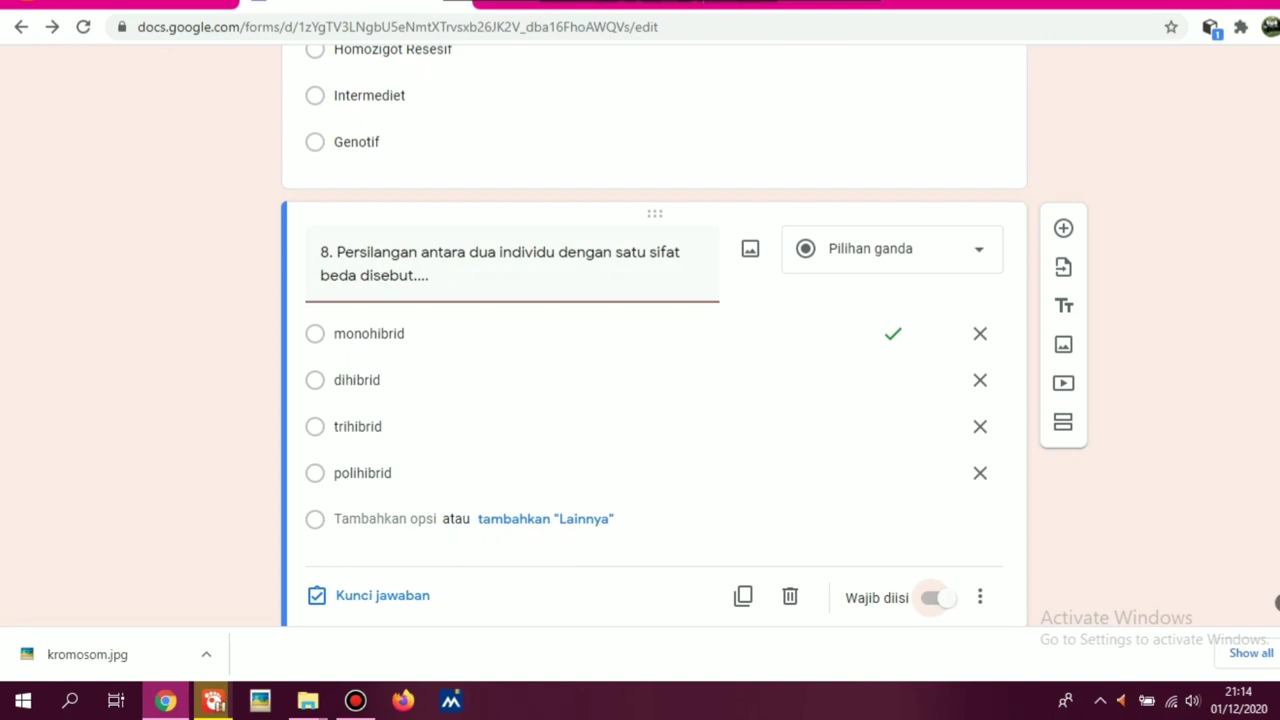 docs.google.com/forms/d/1zYgTV3LNgbU5eNmtXTrvsxb26JK2V_dba16FhoAWQVs/edit
1
Homozigot Resesif
Intermediet
Genotif
8. Persilangan antara dua individu dengan satu sifat
beda disebut....
Pilihan ganda
monohibrid
dihibrid
trihibrid
polihibrid
Tambahkan opsi atau tambahkan "Lainnya"
Kunci jawaban
Wajib diisi
Activate Windows
Go to Settings to activate Windows.
kromosom.jpg
Show all
21:14
01/12/2020